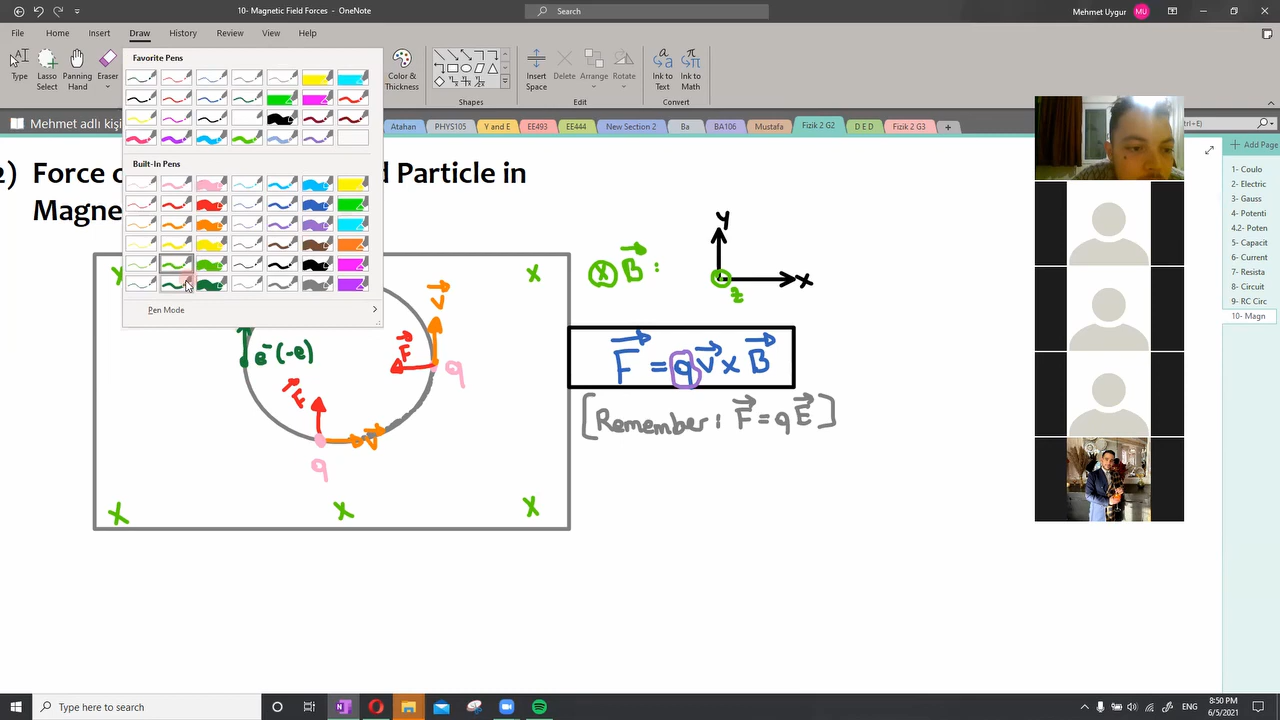 10- Magnetic Field Forces - OneNote
Search
Mehmet Uygur
MU
File Home Insert Draw History Review View Help
Type
Lasso Select
Panning Hand
Eraser
Favorite Pens
Built-In Pens
Pen Mode
Color & Thickness
Shapes
Insert Space
Delete
Arrange
Rotate
Edit
Ink to Text
Ink to Math
Convert
Mehmet adlı kişi
Atahan PHYS105 Y and E EE493 EE444 New Section 2 Ba BA106 Mustafa Fizik 2 G2 D E D Fizik 2 G3 +
trl+E)
Add Page
1- Coulo
2- Electric
3- Gauss
4- Potenti
4.2- Poten
5- Capacit
6- Current
7- Resista
8- Circuit
9- RC Circ
10- Magn
2) Force o d Particle in
Magne
X X
X B⃗ :
y
x
z
V⃗
F⃗
q
e⁻(-e)
F⃗
V⃗
q
X X X
F⃗ = qV⃗ x B⃗
[Remember: F⃗ = qE⃗]
Type here to search
ENG
8:50 PM
6/5/2021